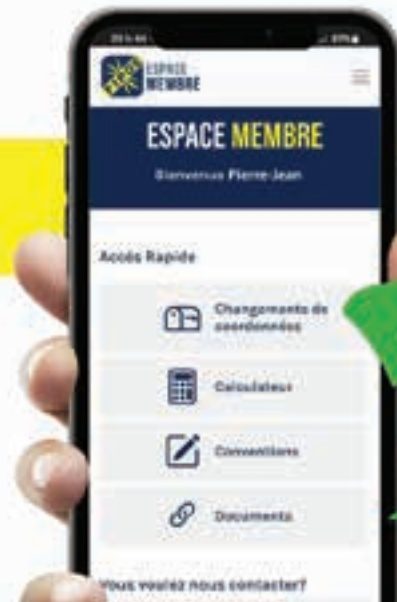 ESPACE
MEMBRE
ESPACE MEMBRE
Bienvenue Pierre-Jean
Accès Rapide
Changements de
coordonnées
Calculateur
Conventions
Documents
Vous voulez nous contacter?